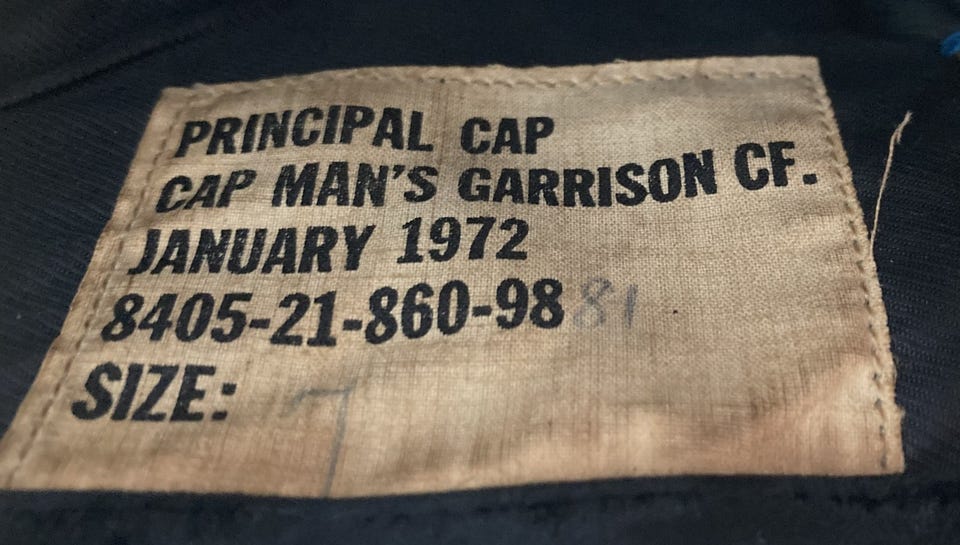 PRINCIPAL CAP
CAP MAN'S GARRISON CF.
JANUARY 1972
8405-21-860-9881
SIZE: 7